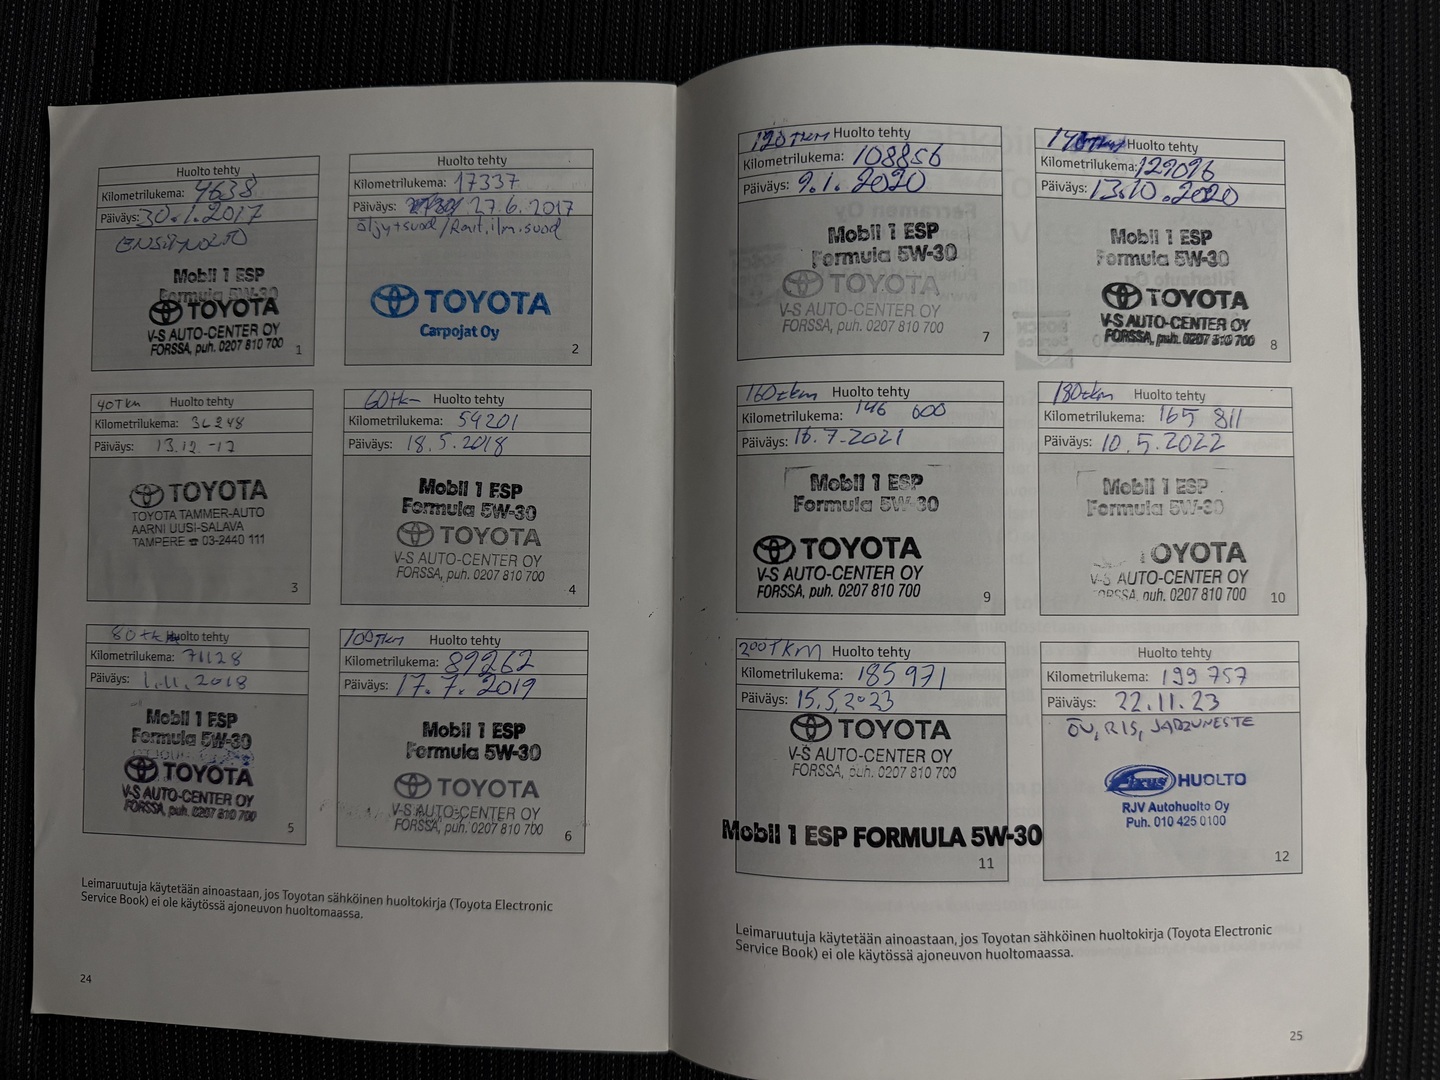 Huolto tehty
Kilometrilukema: 4638
Päiväys: 30.1.2017
ENSIHUOLTO
Mobil 1 ESP
Formula 5W-30
TOYOTA
V-S AUTO-CENTER OY
FORSSA, puh. 0207 810 700
1
Huolto tehty
Kilometrilukema: 17337
Päiväys: 27.6.2017
öljy+suod/Rait.ilm.suod
TOYOTA
Carpojat Oy
2
40Tkm Huolto tehty
Kilometrilukema: 36248
Päiväys: 13.12.-17
TOYOTA
TOYOTA TAMMER-AUTO
AARNI UUSI-SALAVA
TAMPERE ☎ 03-2440 111
3
60tkm Huolto tehty
Kilometrilukema: 54201
Päiväys: 18.5.2018
Mobil 1 ESP
Formula 5W-30
TOYOTA
V-S AUTO-CENTER OY
FORSSA, puh. 0207 810 700
4
80tkm Huolto tehty
Kilometrilukema: 71128
Päiväys: 1.11.2018
Mobil 1 ESP
Formula 5W-30
TOYOTA
V-S AUTO-CENTER OY
FORSSA, puh. 0207 810 700
5
100Tkm Huolto tehty
Kilometrilukema: 89262
Päiväys: 17.7.2019
Mobil 1 ESP
Formula 5W-30
TOYOTA
V-S AUTO-CENTER OY
FORSSA, puh. 0207 810 700
6
Leimaruutuja käytetään ainoastaan, jos Toyotan sähköinen huoltokirja (Toyota Electronic
Service Book) ei ole käytössä ajoneuvon huoltomaassa.
24
120Tkm Huolto tehty
Kilometrilukema: 108856
Päiväys: 9.1.2020
Mobil 1 ESP
Formula 5W-30
TOYOTA
V-S AUTO-CENTER OY
FORSSA, puh. 0207 810 700
7
140Tkm Huolto tehty
Kilometrilukema: 129096
Päiväys: 13.10.2020
Mobil 1 ESP
Formula 5W-30
TOYOTA
V-S AUTO-CENTER OY
FORSSA, puh. 0207 810 700
8
160tkm Huolto tehty
Kilometrilukema: 146 600
Päiväys: 16.7.2021
Mobil 1 ESP
Formula 5W-30
TOYOTA
V-S AUTO-CENTER OY
FORSSA, puh. 0207 810 700
9
180tkm Huolto tehty
Kilometrilukema: 165 811
Päiväys: 10.5.2022
Mobil 1 ESP
Formula 5W-30
OYOTA
V-S AUTO-CENTER OY
FORSSA, puh. 0207 810 700
10
200Tkm Huolto tehty
Kilometrilukema: 185 971
Päiväys: 15.5.2023
TOYOTA
V-S AUTO-CENTER OY
FORSSA, puh. 0207 810 700
Mobil 1 ESP FORMULA 5W-30
11
Huolto tehty
Kilometrilukema: 199 757
Päiväys: 22.11.23
ÖV, RIS, JARRUNESTE
Fixus HUOLTO
RJV Autohuolto Oy
Puh. 010 425 0100
12
Leimaruutuja käytetään ainoastaan, jos Toyotan sähköinen huoltokirja (Toyota Electronic
Service Book) ei ole käytössä ajoneuvon huoltomaassa.
25